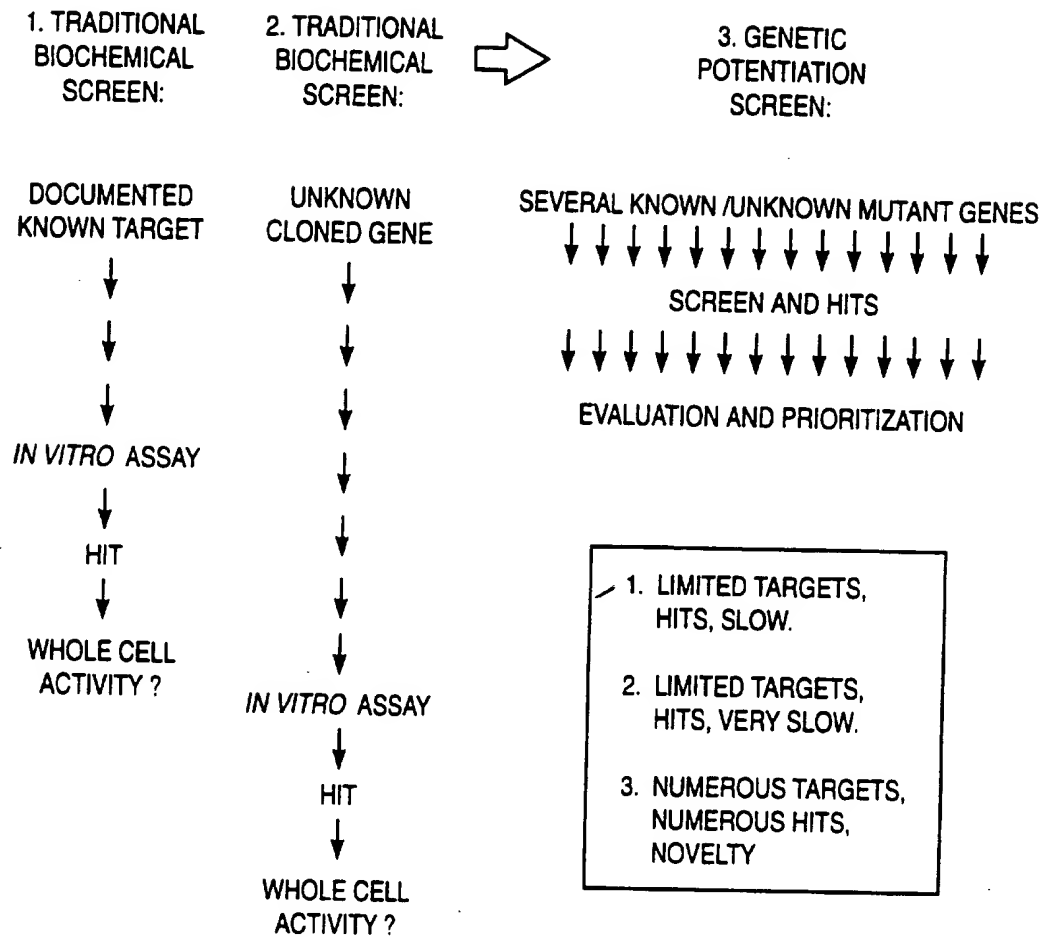 1. TRADITIONAL
BIOCHEMICAL
SCREEN:
DOCUMENTED
KNOWN TARGET
IN VITRO ASSAY
HIT
WHOLE CELL
ACTIVITY ?
2. TRADITIONAL
BIOCHEMICAL
SCREEN:
UNKNOWN
CLONED GENE
IN VITRO ASSAY
HIT
WHOLE CELL
ACTIVITY ?
3. GENETIC
POTENTIATION
SCREEN:
SEVERAL KNOWN /UNKNOWN MUTANT GENES
SCREEN AND HITS
EVALUATION AND PRIORITIZATION
1. LIMITED TARGETS,
HITS, SLOW.
2. LIMITED TARGETS,
HITS, VERY SLOW.
3. NUMEROUS TARGETS,
NUMEROUS HITS,
NOVELTY